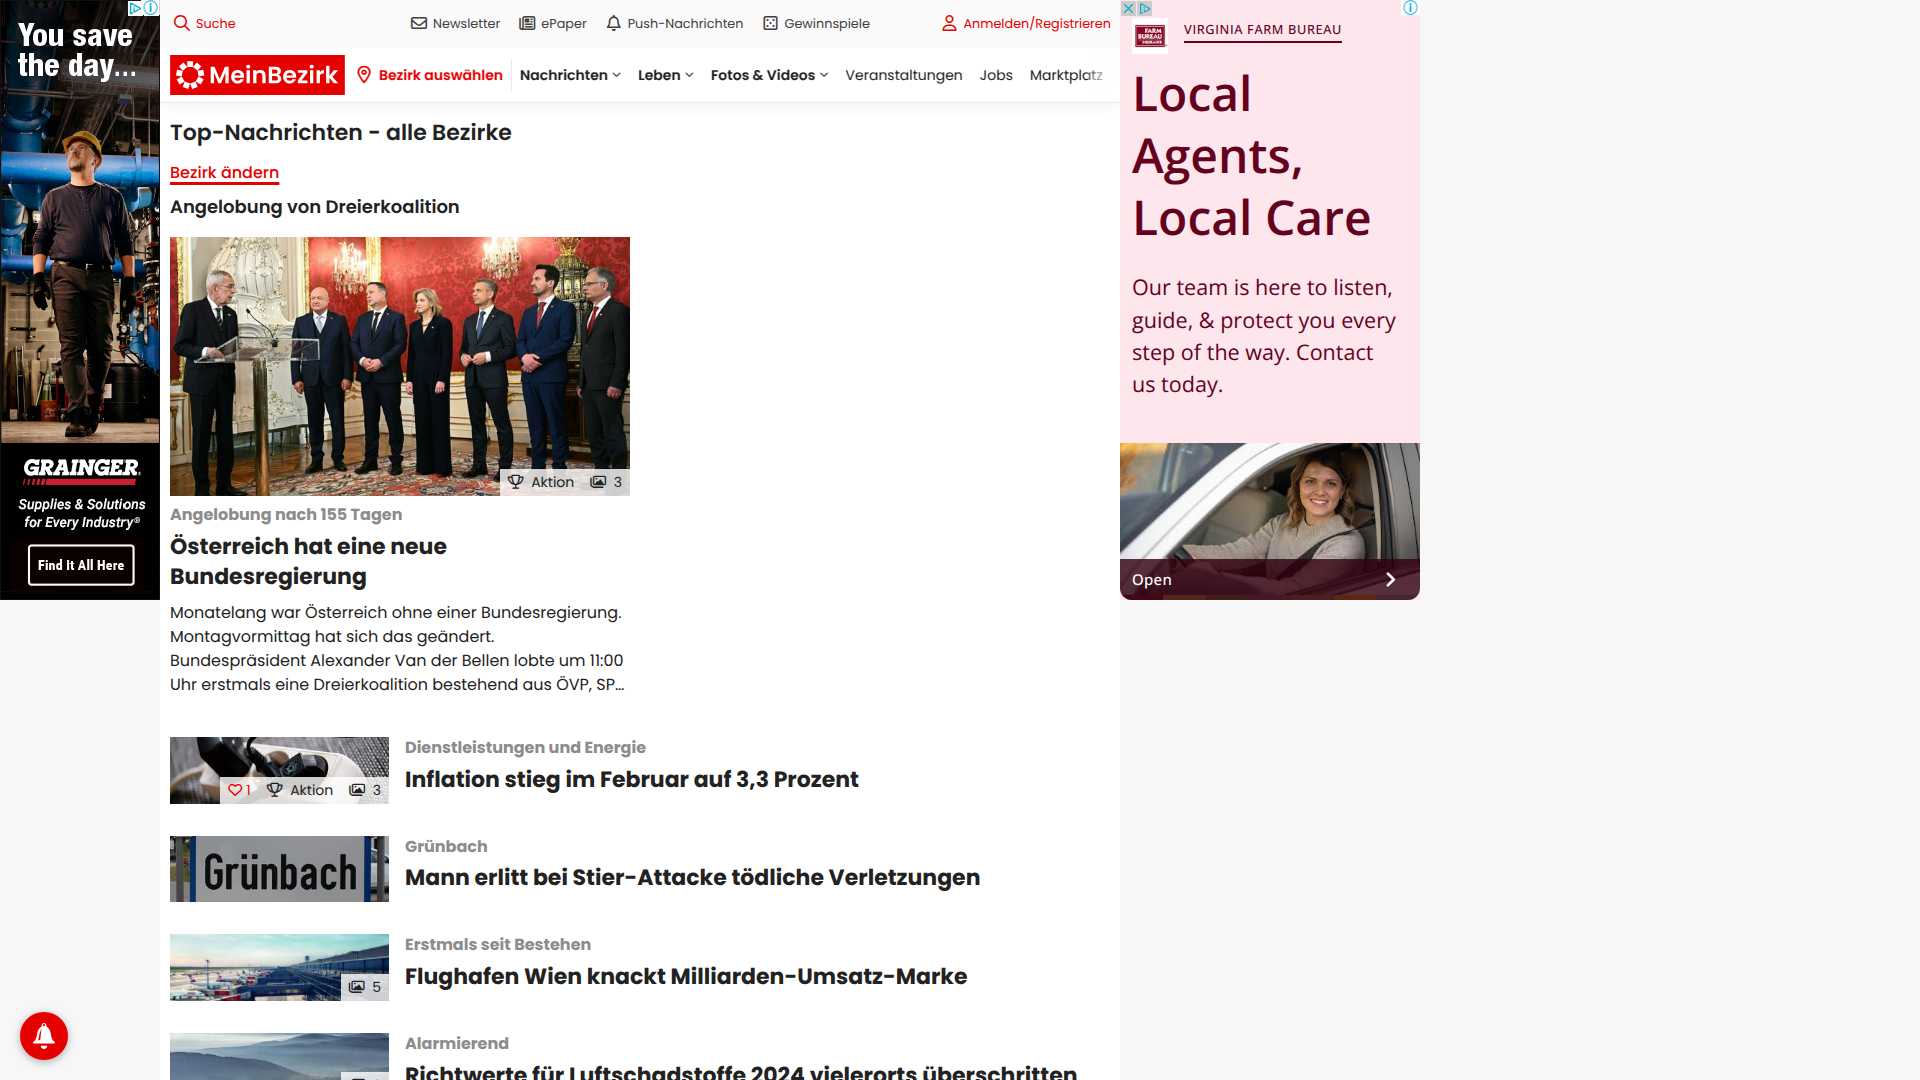 You save
the day...
GRAINGER
Supplies & Solutions
for Every Industry®
Find It All Here
Suche
Newsletter
ePaper
Push-Nachrichten
Gewinnspiele
Anmelden/Registrieren
MeinBezirk
Bezirk auswählen
Nachrichten
Leben
Fotos & Videos
Veranstaltungen
Jobs
Marktplatz
Top-Nachrichten - alle Bezirke
Bezirk ändern
Angelobung von Dreierkoalition
Aktion 3
Angelobung nach 155 Tagen
Österreich hat eine neue
Bundesregierung
Monatelang war Österreich ohne einer Bundesregierung.
Montagvormittag hat sich das geändert.
Bundespräsident Alexander Van der Bellen lobte um 11:00
Uhr erstmals eine Dreierkoalition bestehend aus ÖVP, SP...
1 Aktion 3
Dienstleistungen und Energie
Inflation stieg im Februar auf 3,3 Prozent
Grünbach
Grünbach
Mann erlitt bei Stier-Attacke tödliche Verletzungen
5
Erstmals seit Bestehen
Flughafen Wien knackt Milliarden-Umsatz-Marke
Alarmierend
Richtwerte für Luftschadstoffe 2024 vielerorts überschritten
FARM
BUREAU
VIRGINIA FARM BUREAU
Local
Agents,
Local Care
Our team is here to listen,
guide, & protect you every
step of the way. Contact
us today.
Open